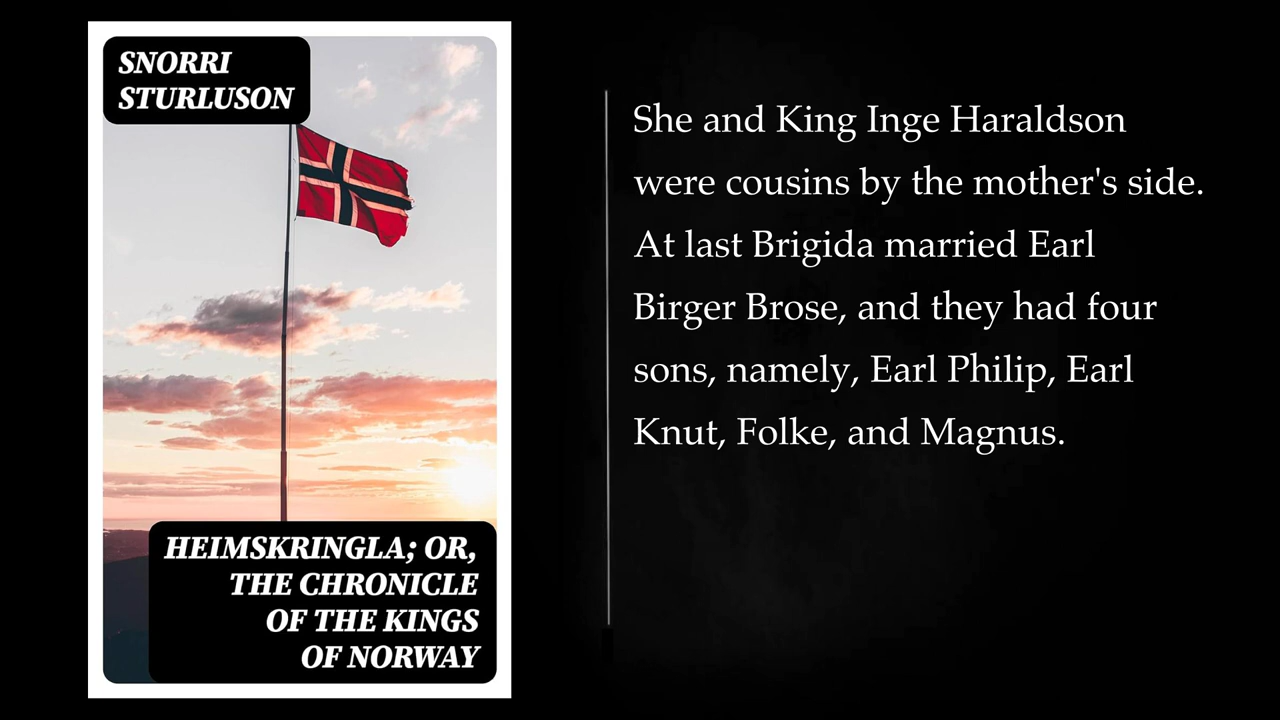 SNORRI
STURLUSON
HEIMSKRINGLA; OR,
THE CHRONICLE
OF THE KINGS
OF NORWAY
She and King Inge Haraldson
were cousins by the mother's side.
At last Brigida married Earl
Birger Brose, and they had four
sons, namely, Earl Philip, Earl
Knut, Folke, and Magnus.